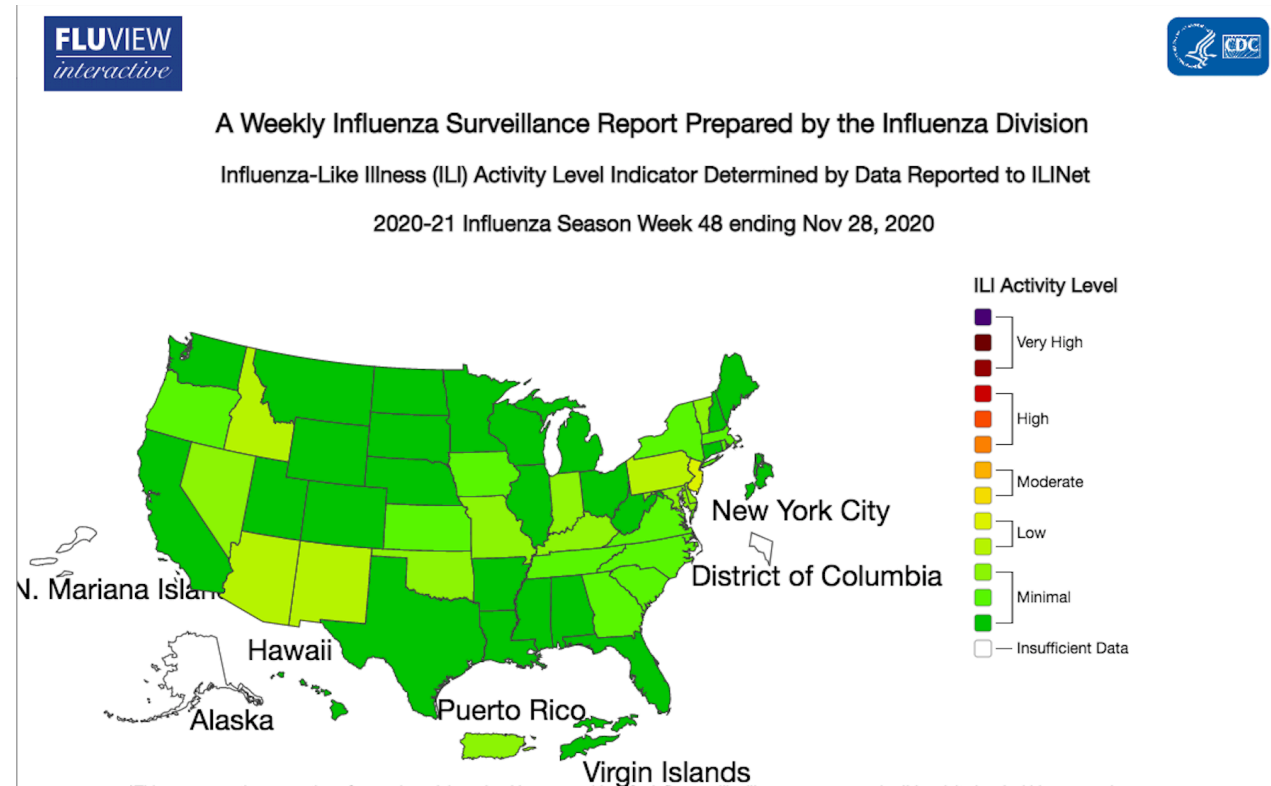 FLUVIEW
interactive
CDC
A Weekly Influenza Surveillance Report Prepared by the Influenza Division
Influenza-Like Illness (ILI) Activity Level Indicator Determined by Data Reported to ILINet
2020-21 Influenza Season Week 48 ending Nov 28, 2020
ILI Activity Level
Very High
High
Moderate
Low
Minimal
Insufficient Data
New York City
District of Columbia
N. Mariana Islan
Hawaii
Alaska
Puerto Rico
Virgin Islands